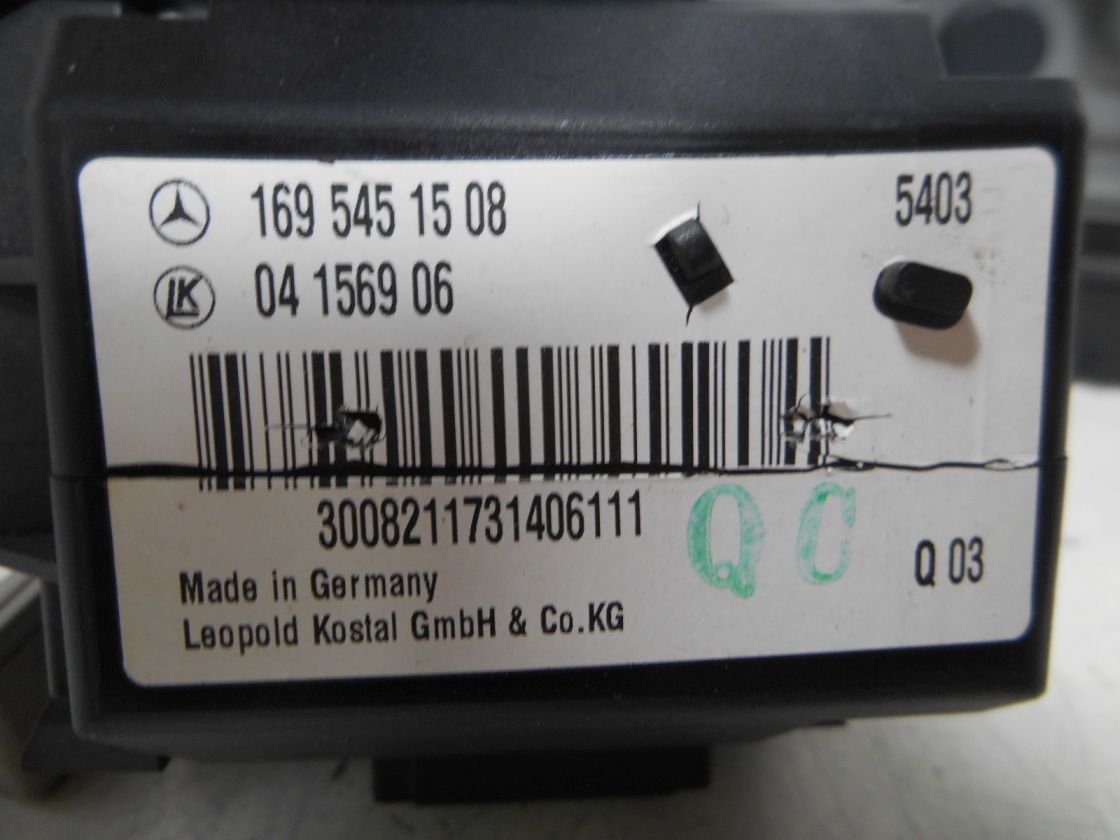 169 545 15 08
5403
LK
04 1569 06
3008211731406111
QC
Q 03
Made in Germany
Leopold Kostal GmbH & Co.KG